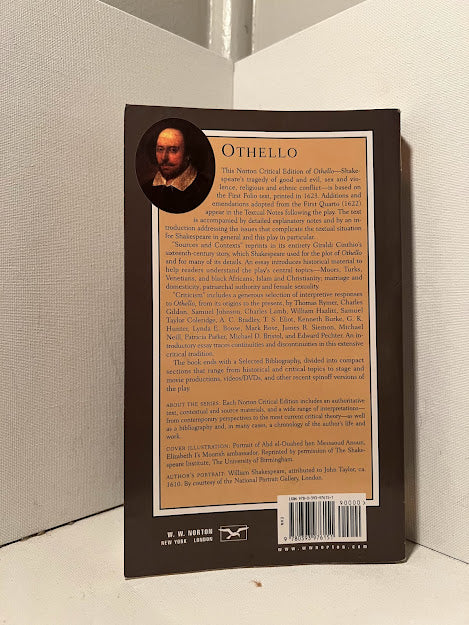 OTHELLO
This Norton Critical Edition of Othello—Shake-
speare's tragedy of good and evil, sex and vio-
lence, religious and ethnic conflict—is based on
the First Folio text, printed in 1623. Additions and
emendations adopted from the First Quarto (1622)
appear in the Textual Notes following the play. The text
is accompanied by detailed explanatory notes and by an in-
troduction addressing the issues that complicate the textual situation
for Shakespeare in general and this play in particular.
"Sources and Contexts" reprints in its entirety Giraldi Cinthio's
sixteenth-century story, which Shakespeare used for the plot of Othello
and for many of its details. An essay introduces historical material to
help readers understand the play's central topics—Moors, Turks,
Venetians, and black Africans; Islam and Christianity; marriage and
domesticity, patriarchal authority and female sexuality.
"Criticism" includes a generous selection of interpretive responses
to Othello, from its origins to the present, by Thomas Rymer, Charles
Gildon, Samuel Johnson, Charles Lamb, William Hazlitt, Samuel
Taylor Coleridge, A. C. Bradley, T. S. Eliot, Kenneth Burke, G. K.
Hunter, Lynda E. Boose, Mark Rose, James R. Siemon, Michael
Neill, Patricia Parker, Michael D. Bristol, and Edward Pechter. An in-
troductory essay traces continuities and discontinuities in this extensive
critical tradition.
The book ends with a Selected Bibliography, divided into compact
sections that range from historical and critical topics to stage and
movie productions, videos/DVDs, and other recent spinoff versions of
the play.
ABOUT THE SERIES: Each Norton Critical Edition includes an authoritative
text, contextual and source materials, and a wide range of interpretations—
from contemporary perspectives to the most current critical theory—as well
as a bibliography and, in many cases, a chronology of the author's life and
work.
COVER ILLUSTRATION: Portrait of Abd el-Ouahed ben Messaoud Anoun,
Elizabeth I's Moorish ambassador. Reprinted by permission of The Shake-
speare Institute, The University of Birmingham.
AUTHOR'S PORTRAIT: William Shakespeare, attributed to John Taylor, ca.
1610. By courtesy of the National Portrait Gallery, London.
ISBN 978-0-393-97615-1
90000
9 780393 976151
W. W. NORTON
NEW YORK LONDON
www.wwnorton.com